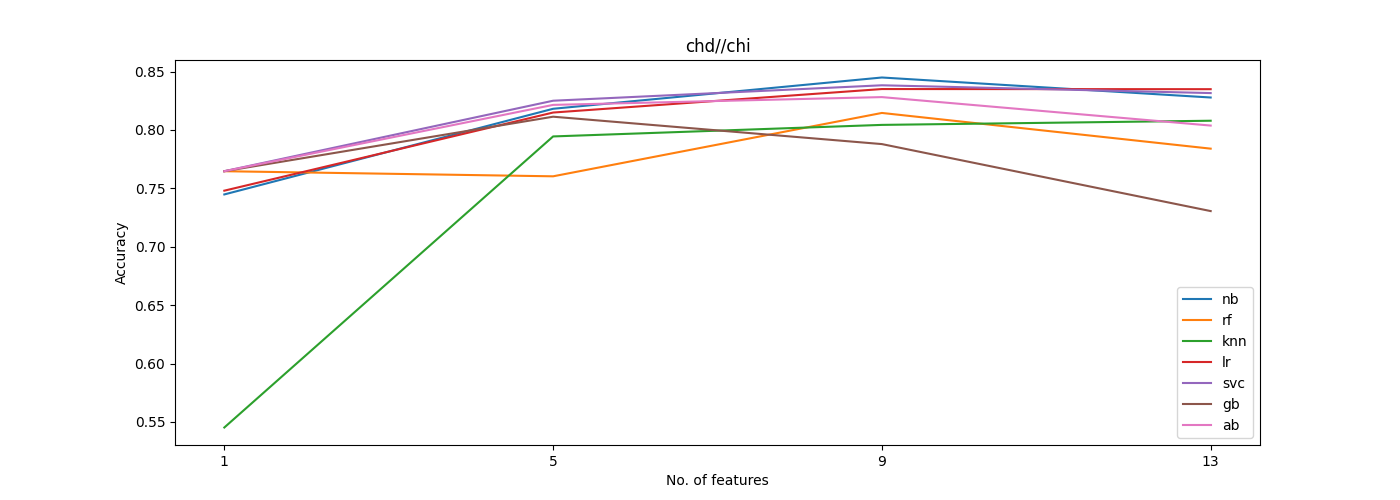 chd//chi
Accuracy
0.85
0.80
0.75
0.70
0.65
0.60
0.55
1 5 9 13
No. of features
nb
rf
knn
lr
svc
gb
ab